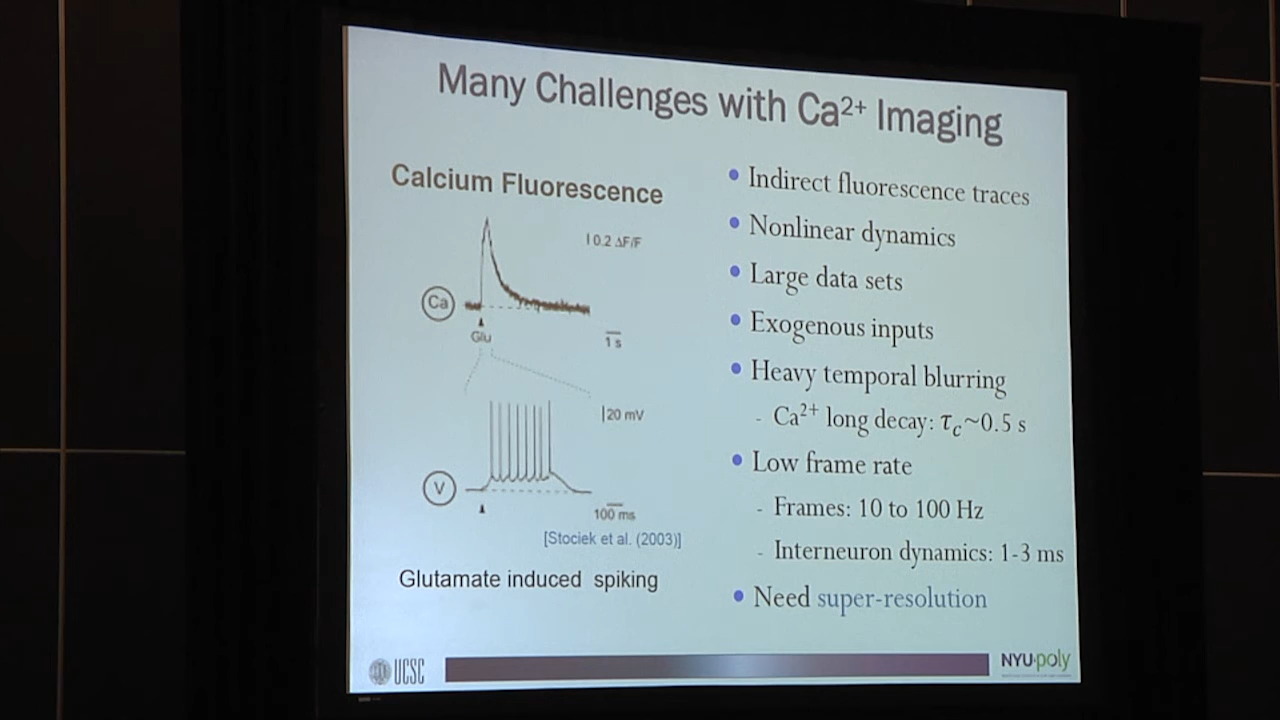 Many Challenges with Ca²⁺ Imaging
Calcium Fluorescence
0.2 ΔF/F
Ca
Glu
1 s
20 mV
V
100 ms
[Stociek et al. (2003)]
Glutamate induced spiking
• Indirect fluorescence traces
• Nonlinear dynamics
• Large data sets
• Exogenous inputs
• Heavy temporal blurring
- Ca²⁺ long decay: τc~0.5 s
• Low frame rate
- Frames: 10 to 100 Hz
- Interneuron dynamics: 1-3 ms
• Need super-resolution
UCSC
NYU·poly